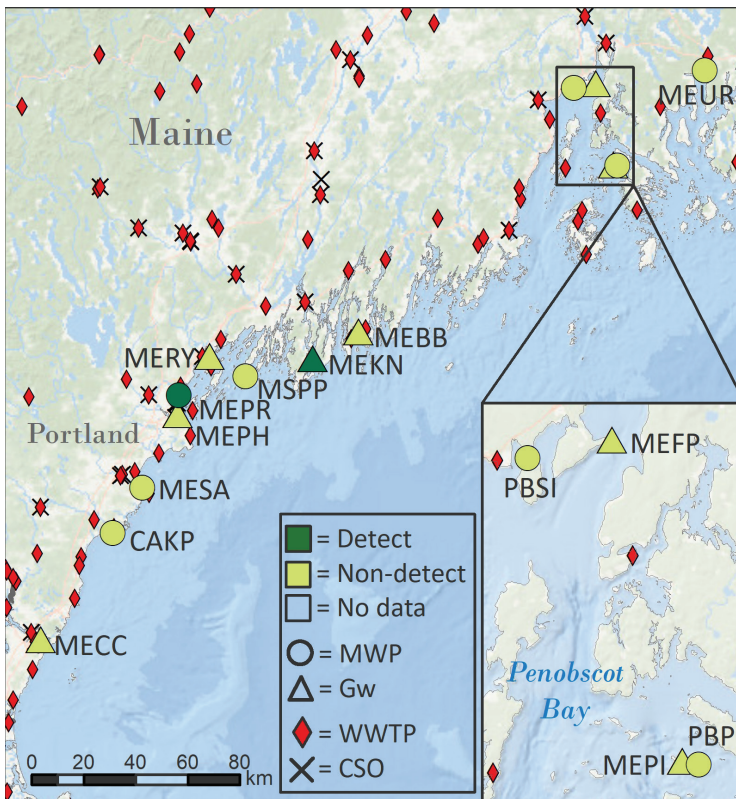 Maine
MEUR
MEBB
MERY
MEKN
MSPP
MEPR
Portland
MEPH
MESA
CAKP
MECC
= Detect
= Non-detect
= No data
= MWP
= Gw
= WWTP
= CSO
0 20 40 60 80
km
MEFP
PBSI
Penobscot
Bay
PBPI
MEPI